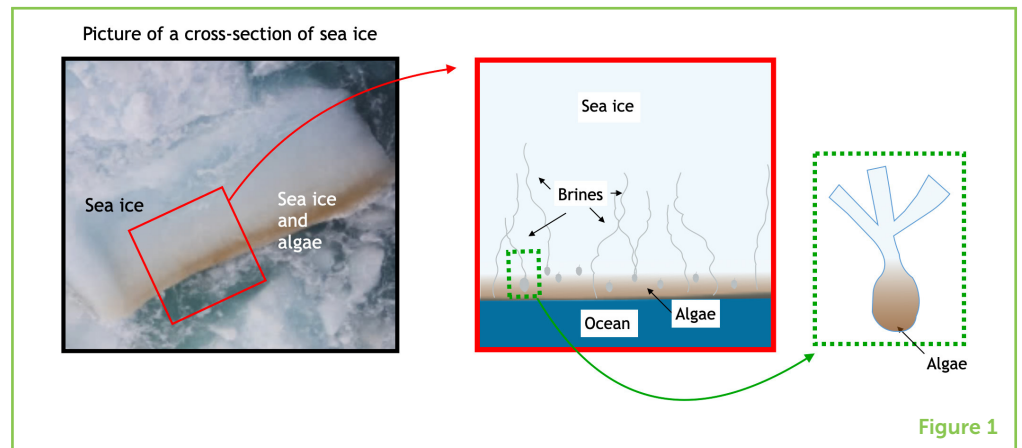 Picture of a cross-section of sea ice
Sea ice
Sea ice
and
algae
Sea ice
Brines
Algae
Ocean
Algae
Figure 1